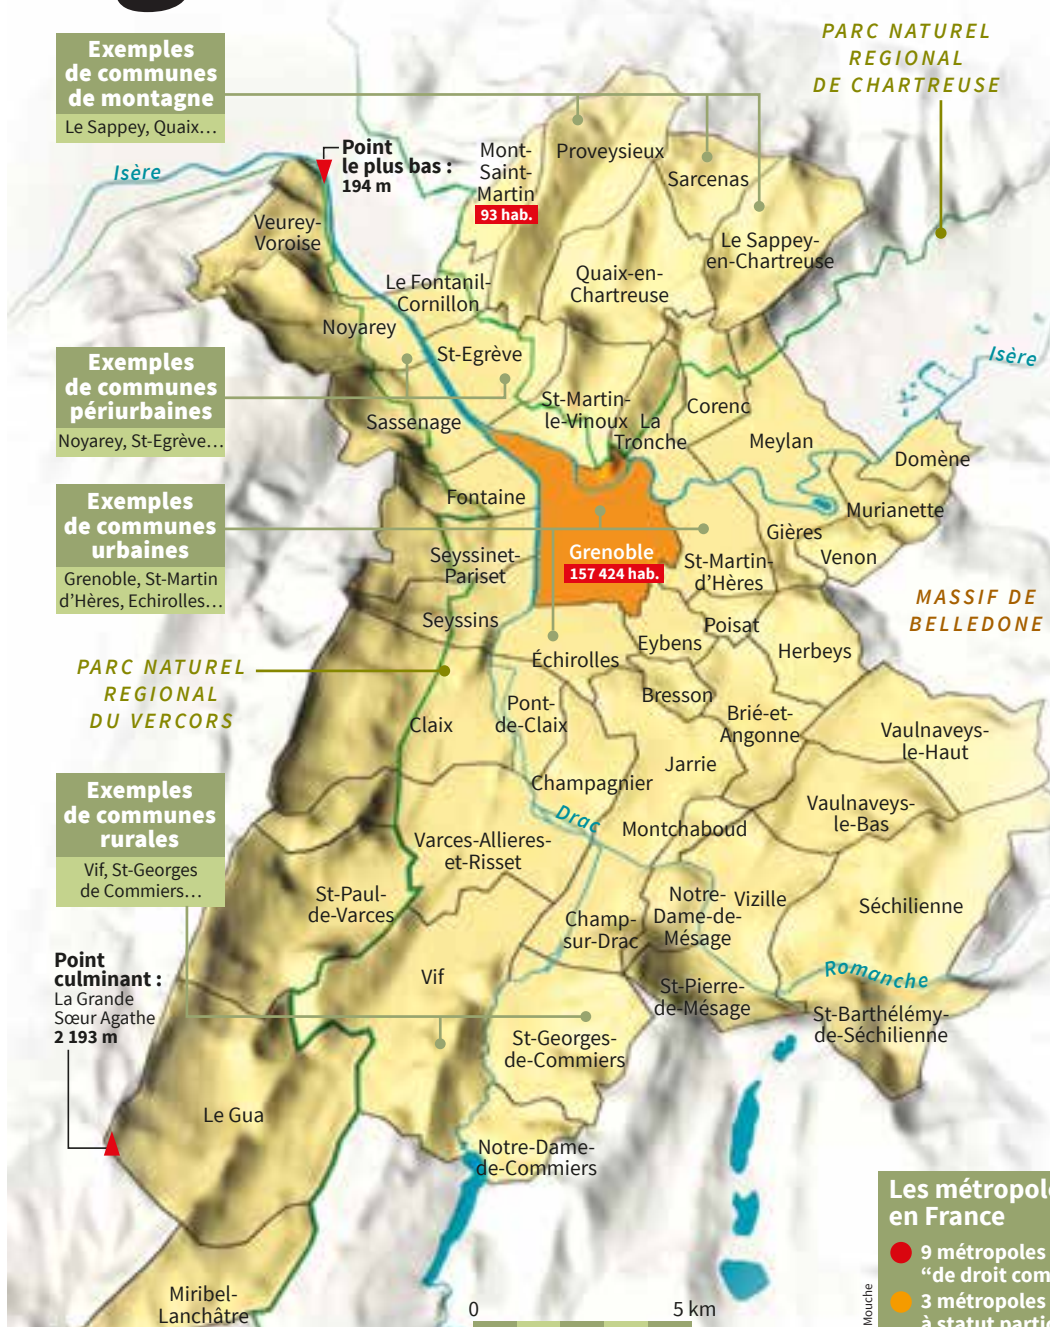 Exemples
de communes
de montagne
Le Sappey, Quaix…
PARC NATUREL
REGIONAL
DE CHARTREUSE
Isère
Point
le plus bas :
194 m
Mont-
Saint-
Martin
93 hab.
Proveysieux
Sarcenas
Le Sappey-
en-Chartreuse
Veurey-
Voroise
Quaix-en-
Chartreuse
Le Fontanil-
Cornillon
Noyarey
St-Egrève
Isère
Exemples
de communes
périurbaines
Noyarey, St-Egrève…
Sassenage
St-Martin-
le-Vinoux
La
Tronche
Corenc
Meylan
Domène
Exemples
de communes
urbaines
Grenoble, St-Martin
d’Hères, Echirolles…
Fontaine
Murianette
Gières
Venon
Seyssinet-
Pariset
Grenoble
157 424 hab.
St-Martin-
d’Hères
MASSIF DE
BELLEDONE
Seyssins
Poisat
Eybens
Herbeys
Échirolles
PARC NATUREL
REGIONAL
DU VERCORS
Claix
Pont-
de-Claix
Bresson
Brié-et-
Angonne
Vaulnaveys-
le-Haut
Jarrie
Champagnier
Exemples
de communes
rurales
Vif, St-Georges
de Commiers…
Drac
Montchaboud
Vaulnaveys-
le-Bas
Varces-Allieres-
et-Risset
St-Paul-
de-Varces
Notre-
Dame-de-
Mésage
Vizille
Séchilienne
Champ-
sur-Drac
Point
culminant :
La Grande
Sœur Agathe
2 193 m
Vif
Romanche
St-Pierre-
de-Mésage
St-Barthélémy-
de-Séchilienne
St-Georges-
de-Commiers
Le Gua
Notre-Dame-
de-Commiers
Miribel-
Lanchâtre
0
5 km
Les métropole
en France
9 métropoles
“de droit com
3 métropoles
à statut partic
Mouche